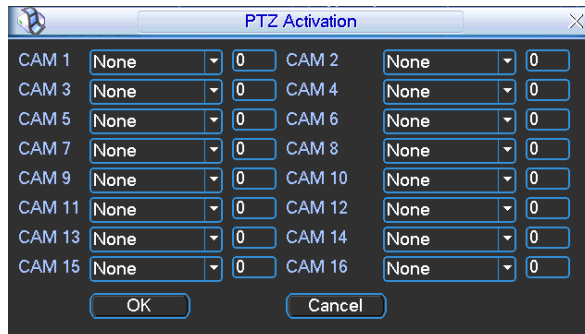 PTZ Activation
CAM 1 None 0 CAM 2 None 0
CAM 3 None 0 CAM 4 None 0
CAM 5 None 0 CAM 6 None 0
CAM 7 None 0 CAM 8 None 0
CAM 9 None 0 CAM 10 None 0
CAM 11 None 0 CAM 12 None 0
CAM 13 None 0 CAM 14 None 0
CAM 15 None 0 CAM 16 None 0
OK Cancel